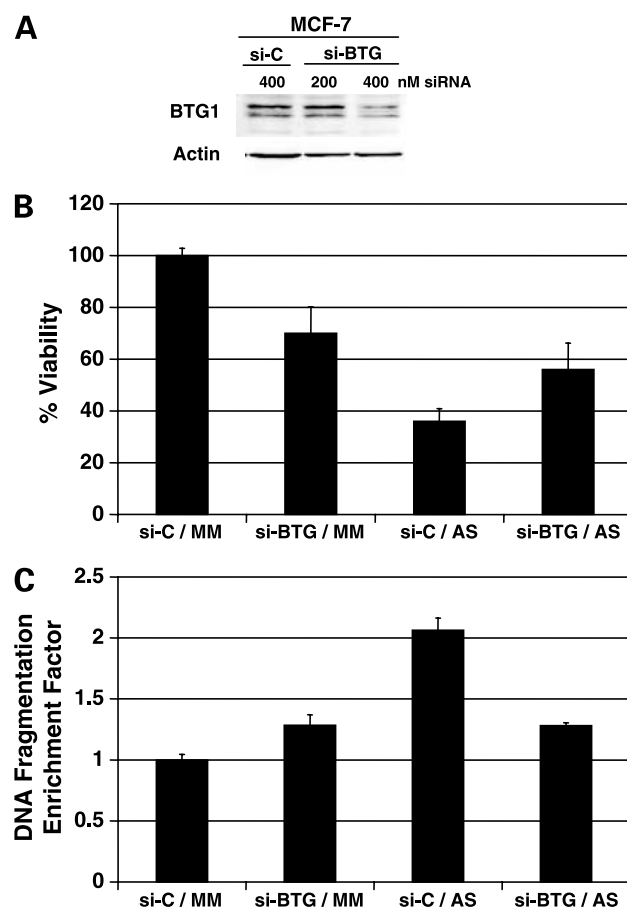 A
MCF-7
si-C si-BTG
400 200 400 nM siRNA
BTG1
Actin
B
120
100
80
60
40
20
0
% Viability
si-C / MM si-BTG / MM si-C / AS si-BTG / AS
C
2.5
2
1.5
1
0.5
0
DNA Fragmentation
Enrichment Factor
si-C / MM si-BTG / MM si-C / AS si-BTG / AS